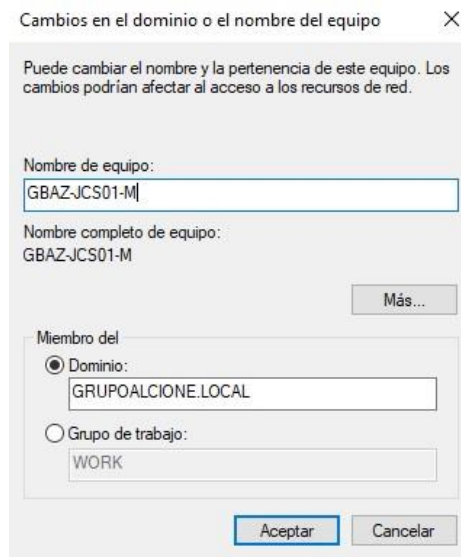 Cambios en el dominio o el nombre del equipo
Puede cambiar el nombre y la pertenencia de este equipo. Los
cambios podrían afectar al acceso a los recursos de red.
Nombre de equipo:
GBAZ-JCS01-M
Nombre completo de equipo:
GBAZ-JCS01-M
Más...
Miembro del
Dominio:
GRUPOALCIONE.LOCAL
Grupo de trabajo:
WORK
Aceptar Cancelar